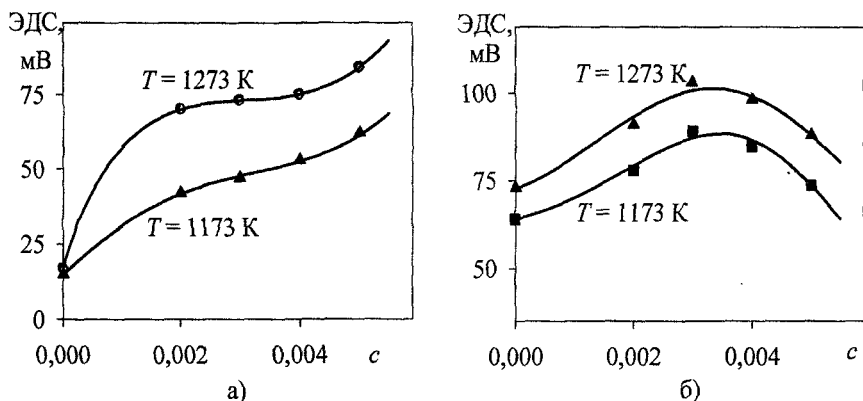 ЭДС,
мВ
75
50
25
0
0,000
0,002
0,004
c
T = 1273 К
T = 1173 К
а)
ЭДС,
мВ
100
75
50
0,000
0,002
0,004
c
T = 1273 К
T = 1173 К
б)